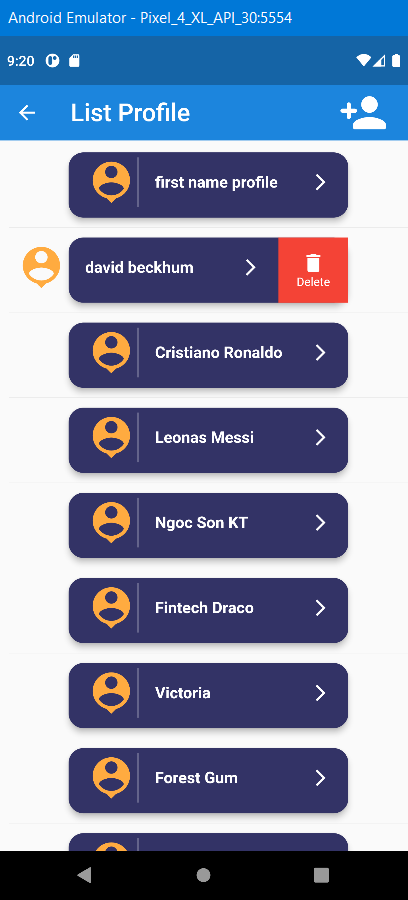 Android Emulator - Pixel_4_XL_API_30:5554
9:20
List Profile
first name profile
david beckhum
Delete
Cristiano Ronaldo
Leonas Messi
Ngoc Son KT
Fintech Draco
Victoria
Forest Gum